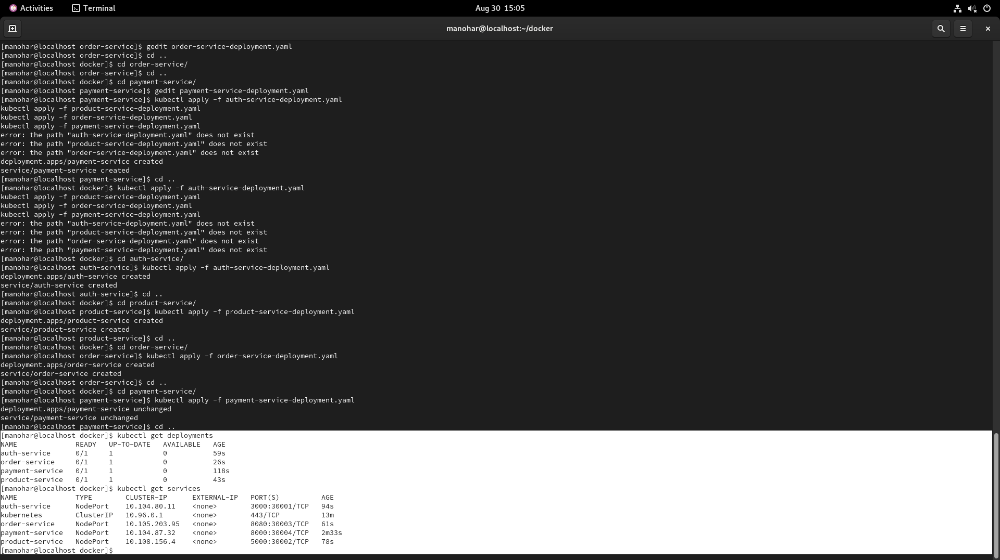 Activities Terminal Aug 30 15:05
manohar@localhost:~/docker
[manohar@localhost order-service]$ gedit order-service-deployment.yaml
[manohar@localhost order-service]$ cd ..
[manohar@localhost docker]$ cd order-service/
[manohar@localhost order-service]$ cd ..
[manohar@localhost docker]$ cd payment-service/
[manohar@localhost payment-service]$ gedit payment-service-deployment.yaml
[manohar@localhost payment-service]$ kubectl apply -f auth-service-deployment.yaml
kubectl apply -f product-service-deployment.yaml
kubectl apply -f order-service-deployment.yaml
kubectl apply -f payment-service-deployment.yaml
error: the path "auth-service-deployment.yaml" does not exist
error: the path "product-service-deployment.yaml" does not exist
error: the path "order-service-deployment.yaml" does not exist
deployment.apps/payment-service created
service/payment-service created
[manohar@localhost payment-service]$ cd ..
[manohar@localhost docker]$ kubectl apply -f auth-service-deployment.yaml
kubectl apply -f product-service-deployment.yaml
kubectl apply -f order-service-deployment.yaml
kubectl apply -f payment-service-deployment.yaml
error: the path "auth-service-deployment.yaml" does not exist
error: the path "product-service-deployment.yaml" does not exist
error: the path "order-service-deployment.yaml" does not exist
error: the path "payment-service-deployment.yaml" does not exist
[manohar@localhost docker]$ cd auth-service/
[manohar@localhost auth-service]$ kubectl apply -f auth-service-deployment.yaml
deployment.apps/auth-service created
service/auth-service created
[manohar@localhost auth-service]$ cd ..
[manohar@localhost docker]$ cd product-service/
[manohar@localhost product-service]$ kubectl apply -f product-service-deployment.yaml
deployment.apps/product-service created
service/product-service created
[manohar@localhost product-service]$ cd ..
[manohar@localhost docker]$ cd order-service/
[manohar@localhost order-service]$ kubectl apply -f order-service-deployment.yaml
deployment.apps/order-service created
service/order-service created
[manohar@localhost order-service]$ cd ..
[manohar@localhost docker]$ cd payment-service/
[manohar@localhost payment-service]$ kubectl apply -f payment-service-deployment.yaml
deployment.apps/payment-service unchanged
service/payment-service unchanged
[manohar@localhost payment-service]$ cd ..
[manohar@localhost docker]$ kubectl get deployments
NAME              READY   UP-TO-DATE   AVAILABLE   AGE
auth-service      0/1     1            0           59s
order-service     0/1     1            0           26s
payment-service   0/1     1            0           118s
product-service   0/1     1            0           43s
[manohar@localhost docker]$ kubectl get services
NAME              TYPE        CLUSTER-IP      EXTERNAL-IP   PORT(S)          AGE
auth-service      NodePort    10.104.80.11    <none>        3000:30001/TCP   94s
kubernetes        ClusterIP   10.96.0.1       <none>        443/TCP          13m
order-service     NodePort    10.105.203.95   <none>        8080:30003/TCP   61s
payment-service   NodePort    10.104.87.32    <none>        8000:30004/TCP   2m33s
product-service   NodePort    10.108.156.4    <none>        5000:30002/TCP   78s
[manohar@localhost docker]$